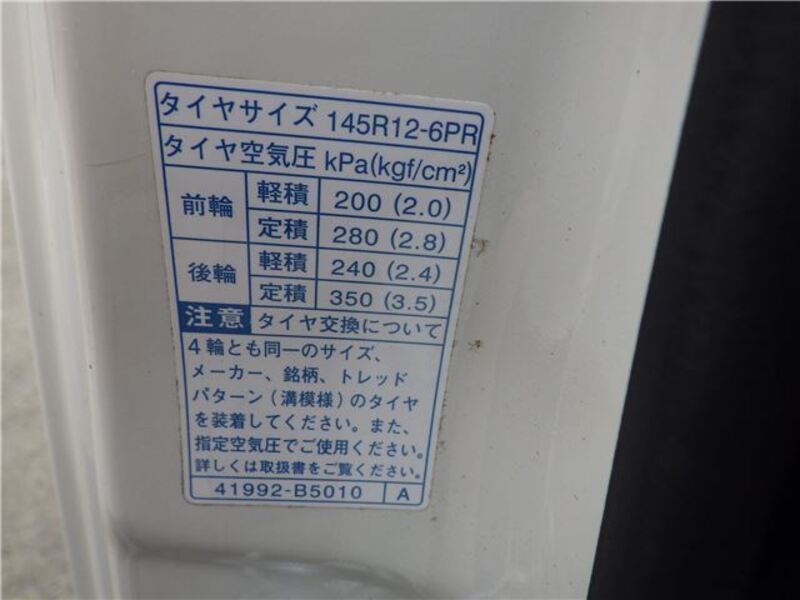 タイヤサイズ 145R12-6PR
タイヤ空気圧 kPa(kgf/cm²)
前輪 軽積 200 (2.0)
定積 280 (2.8)
後輪 軽積 240 (2.4)
定積 350 (3.5)
注意 タイヤ交換について
4輪とも同一のサイズ、
メーカー、銘柄、トレッド
パターン（溝模様）のタイヤ
を装着してください。また、
指定空気圧でご使用ください。
詳しくは取扱書をご覧ください。
41992-B5010 A